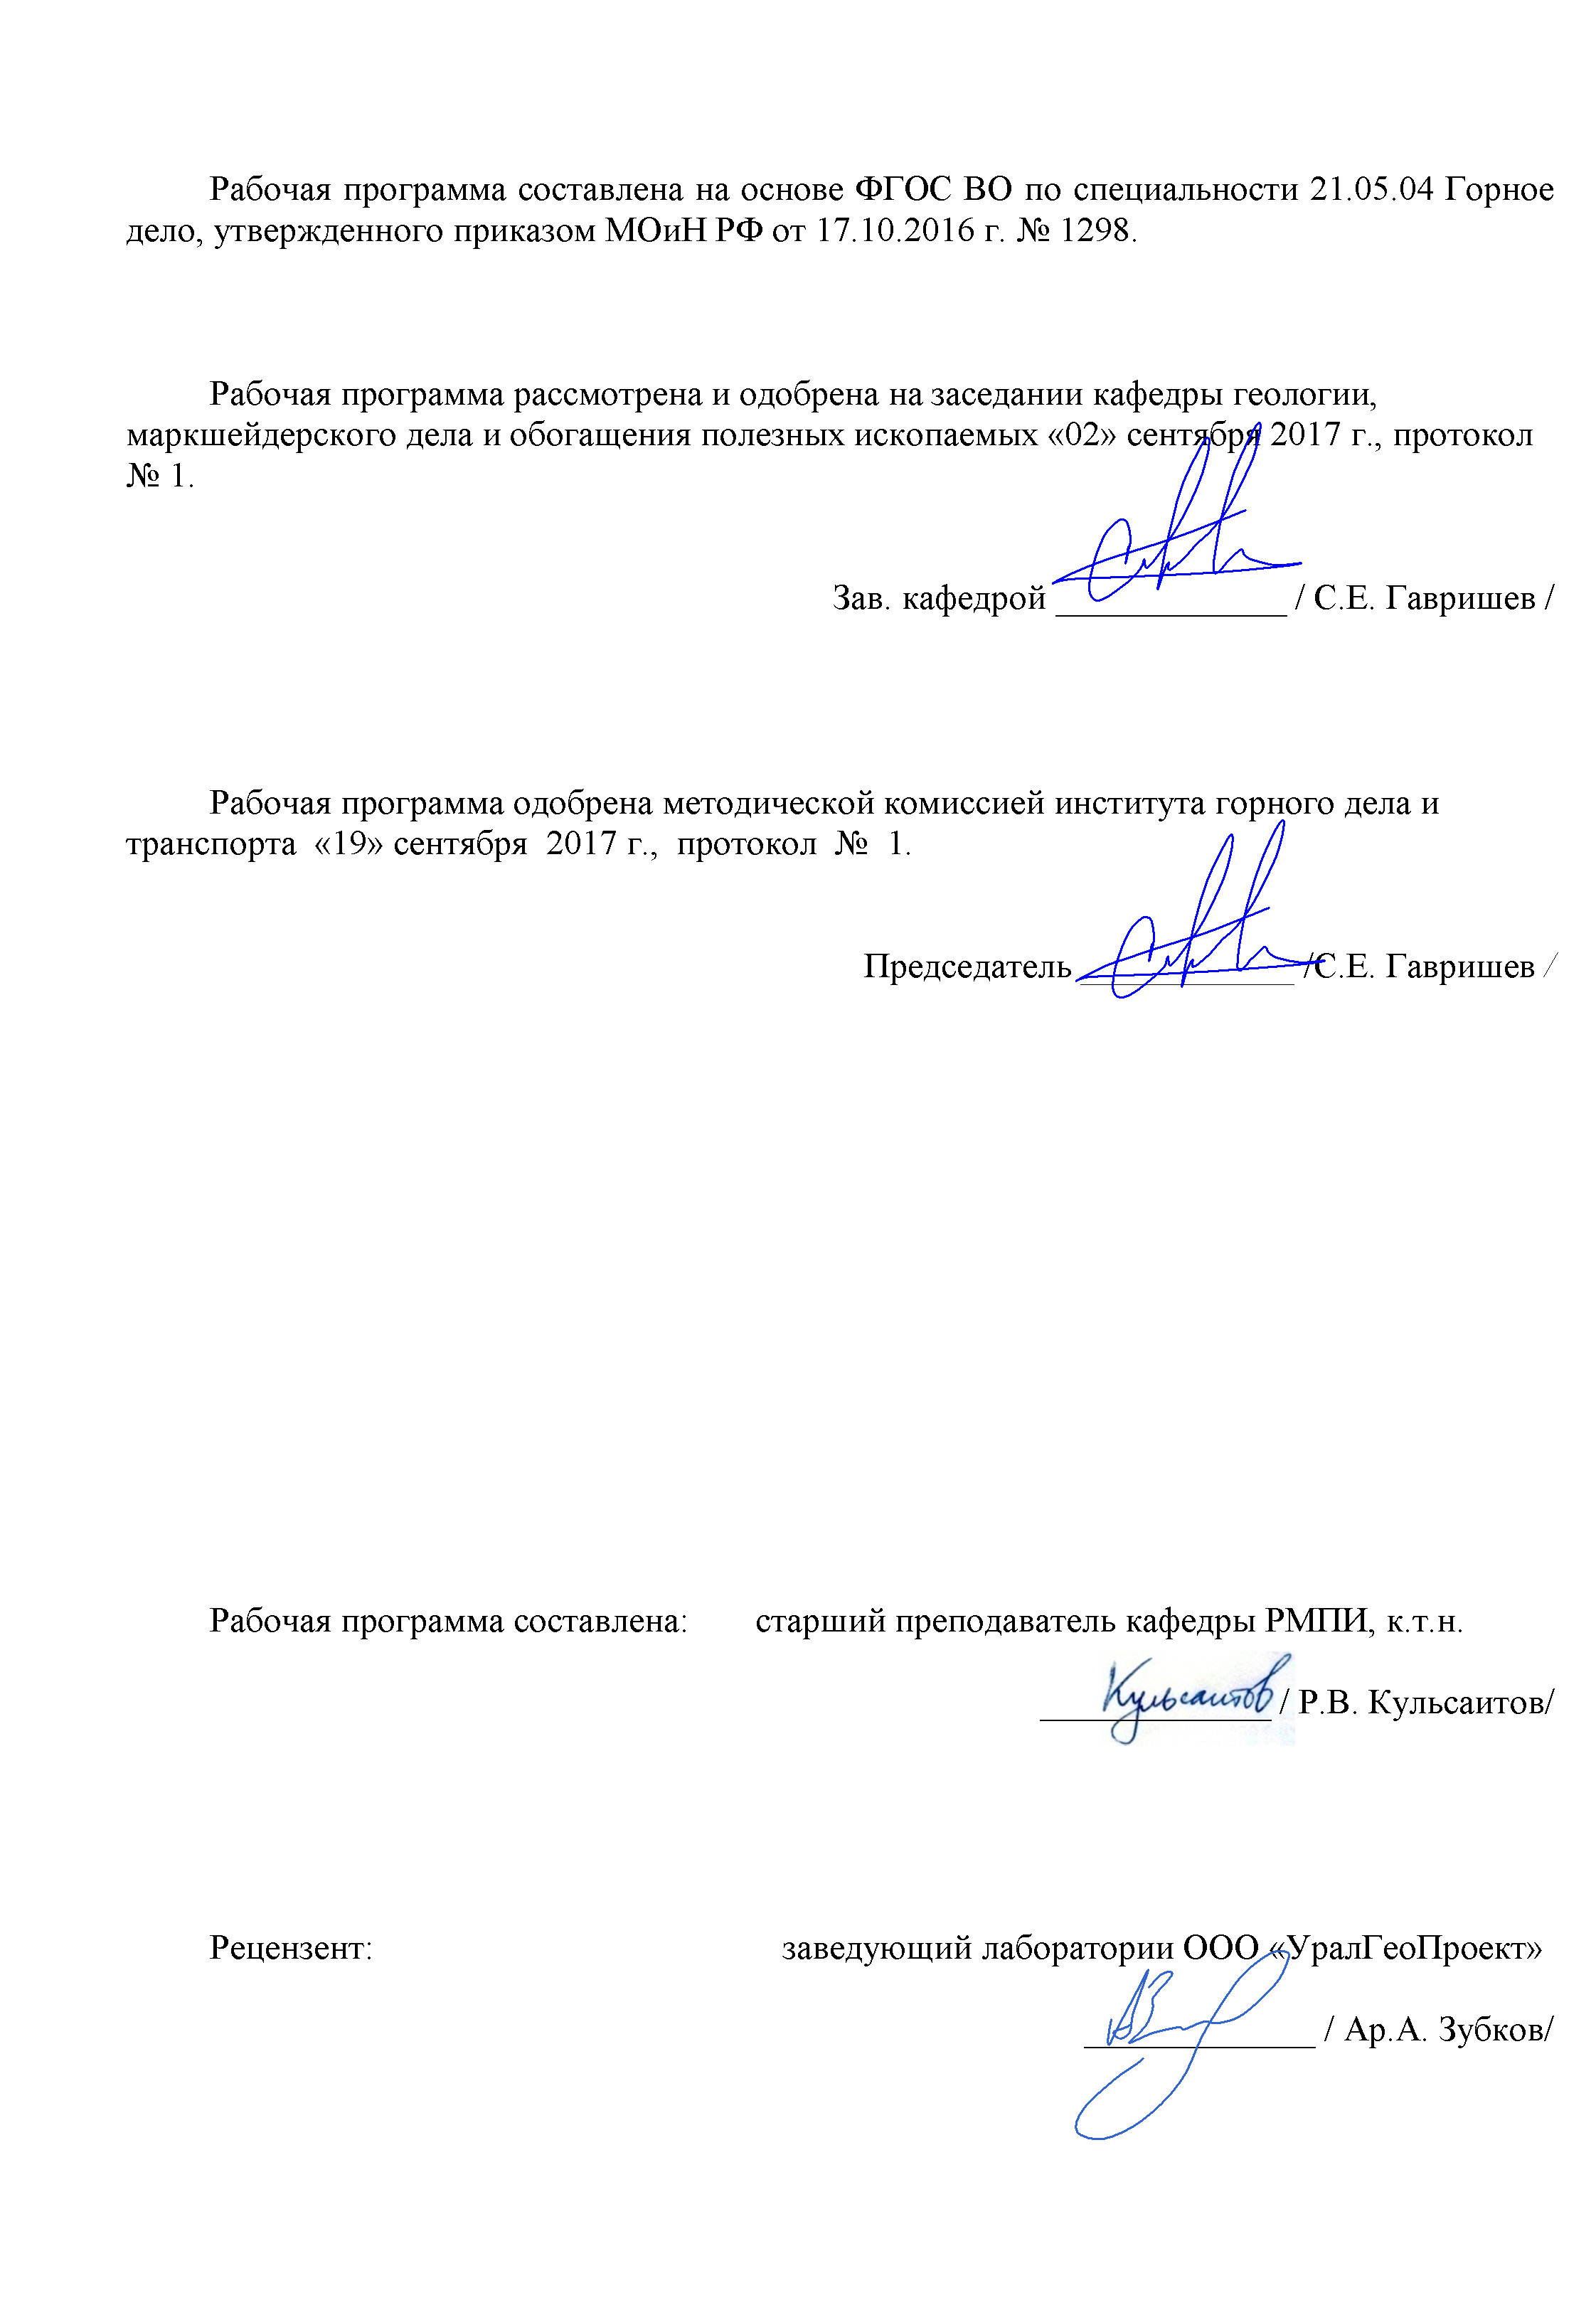 Рабочая программа составлена на основе ФГОС ВО по специальности 21.05.04 Горное
дело, утвержденного приказом МОиН РФ от 17.10.2016 г. № 1298.
Рабочая программа рассмотрена и одобрена на заседании кафедры геологии,
маркшейдерского дела и обогащения полезных ископаемых «02» сентября 2017 г., протокол
№ 1.
Зав. кафедрой _____________ / С.Е. Гавришев /
Рабочая программа одобрена методической комиссией института горного дела и
транспорта «19» сентября 2017 г., протокол № 1.
Председатель ____________ /С.Е. Гавришев /
Рабочая программа составлена: старший преподаватель кафедры РМПИ, к.т.н.
Кульсаитов / Р.В. Кульсаитов/
Рецензент: заведующий лаборатории ООО «УралГеоПроект»
_____________ / Ар.А. Зубков/